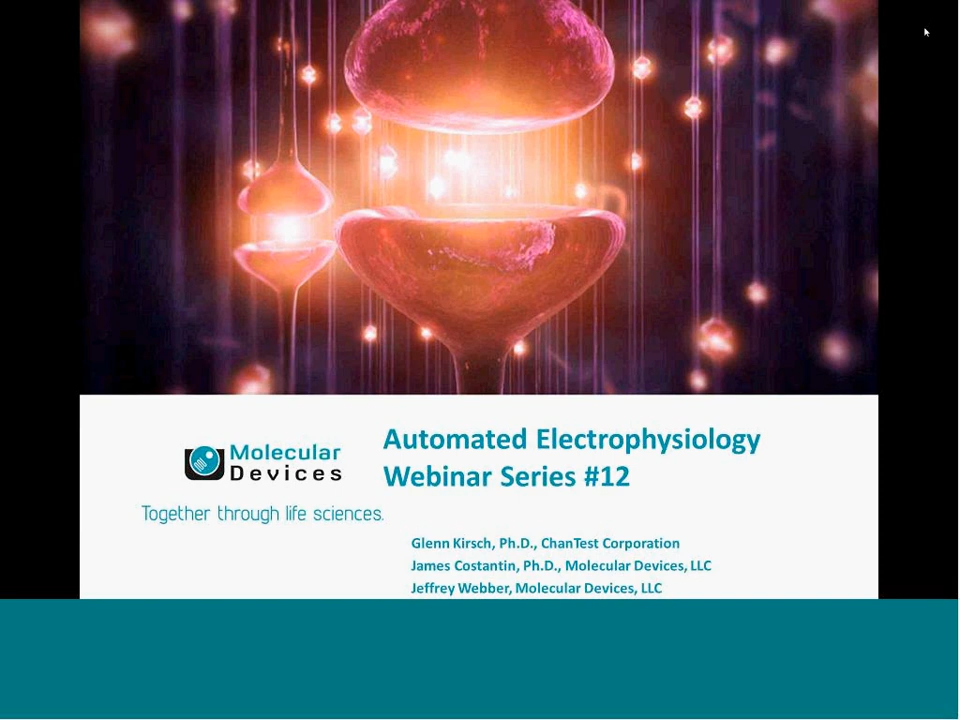 Molecular
Devices
Together through life sciences.
Automated Electrophysiology
Webinar Series #12
Glenn Kirsch, Ph.D., ChanTest Corporation
James Costantin, Ph.D., Molecular Devices, LLC
Jeffrey Webber, Molecular Devices, LLC